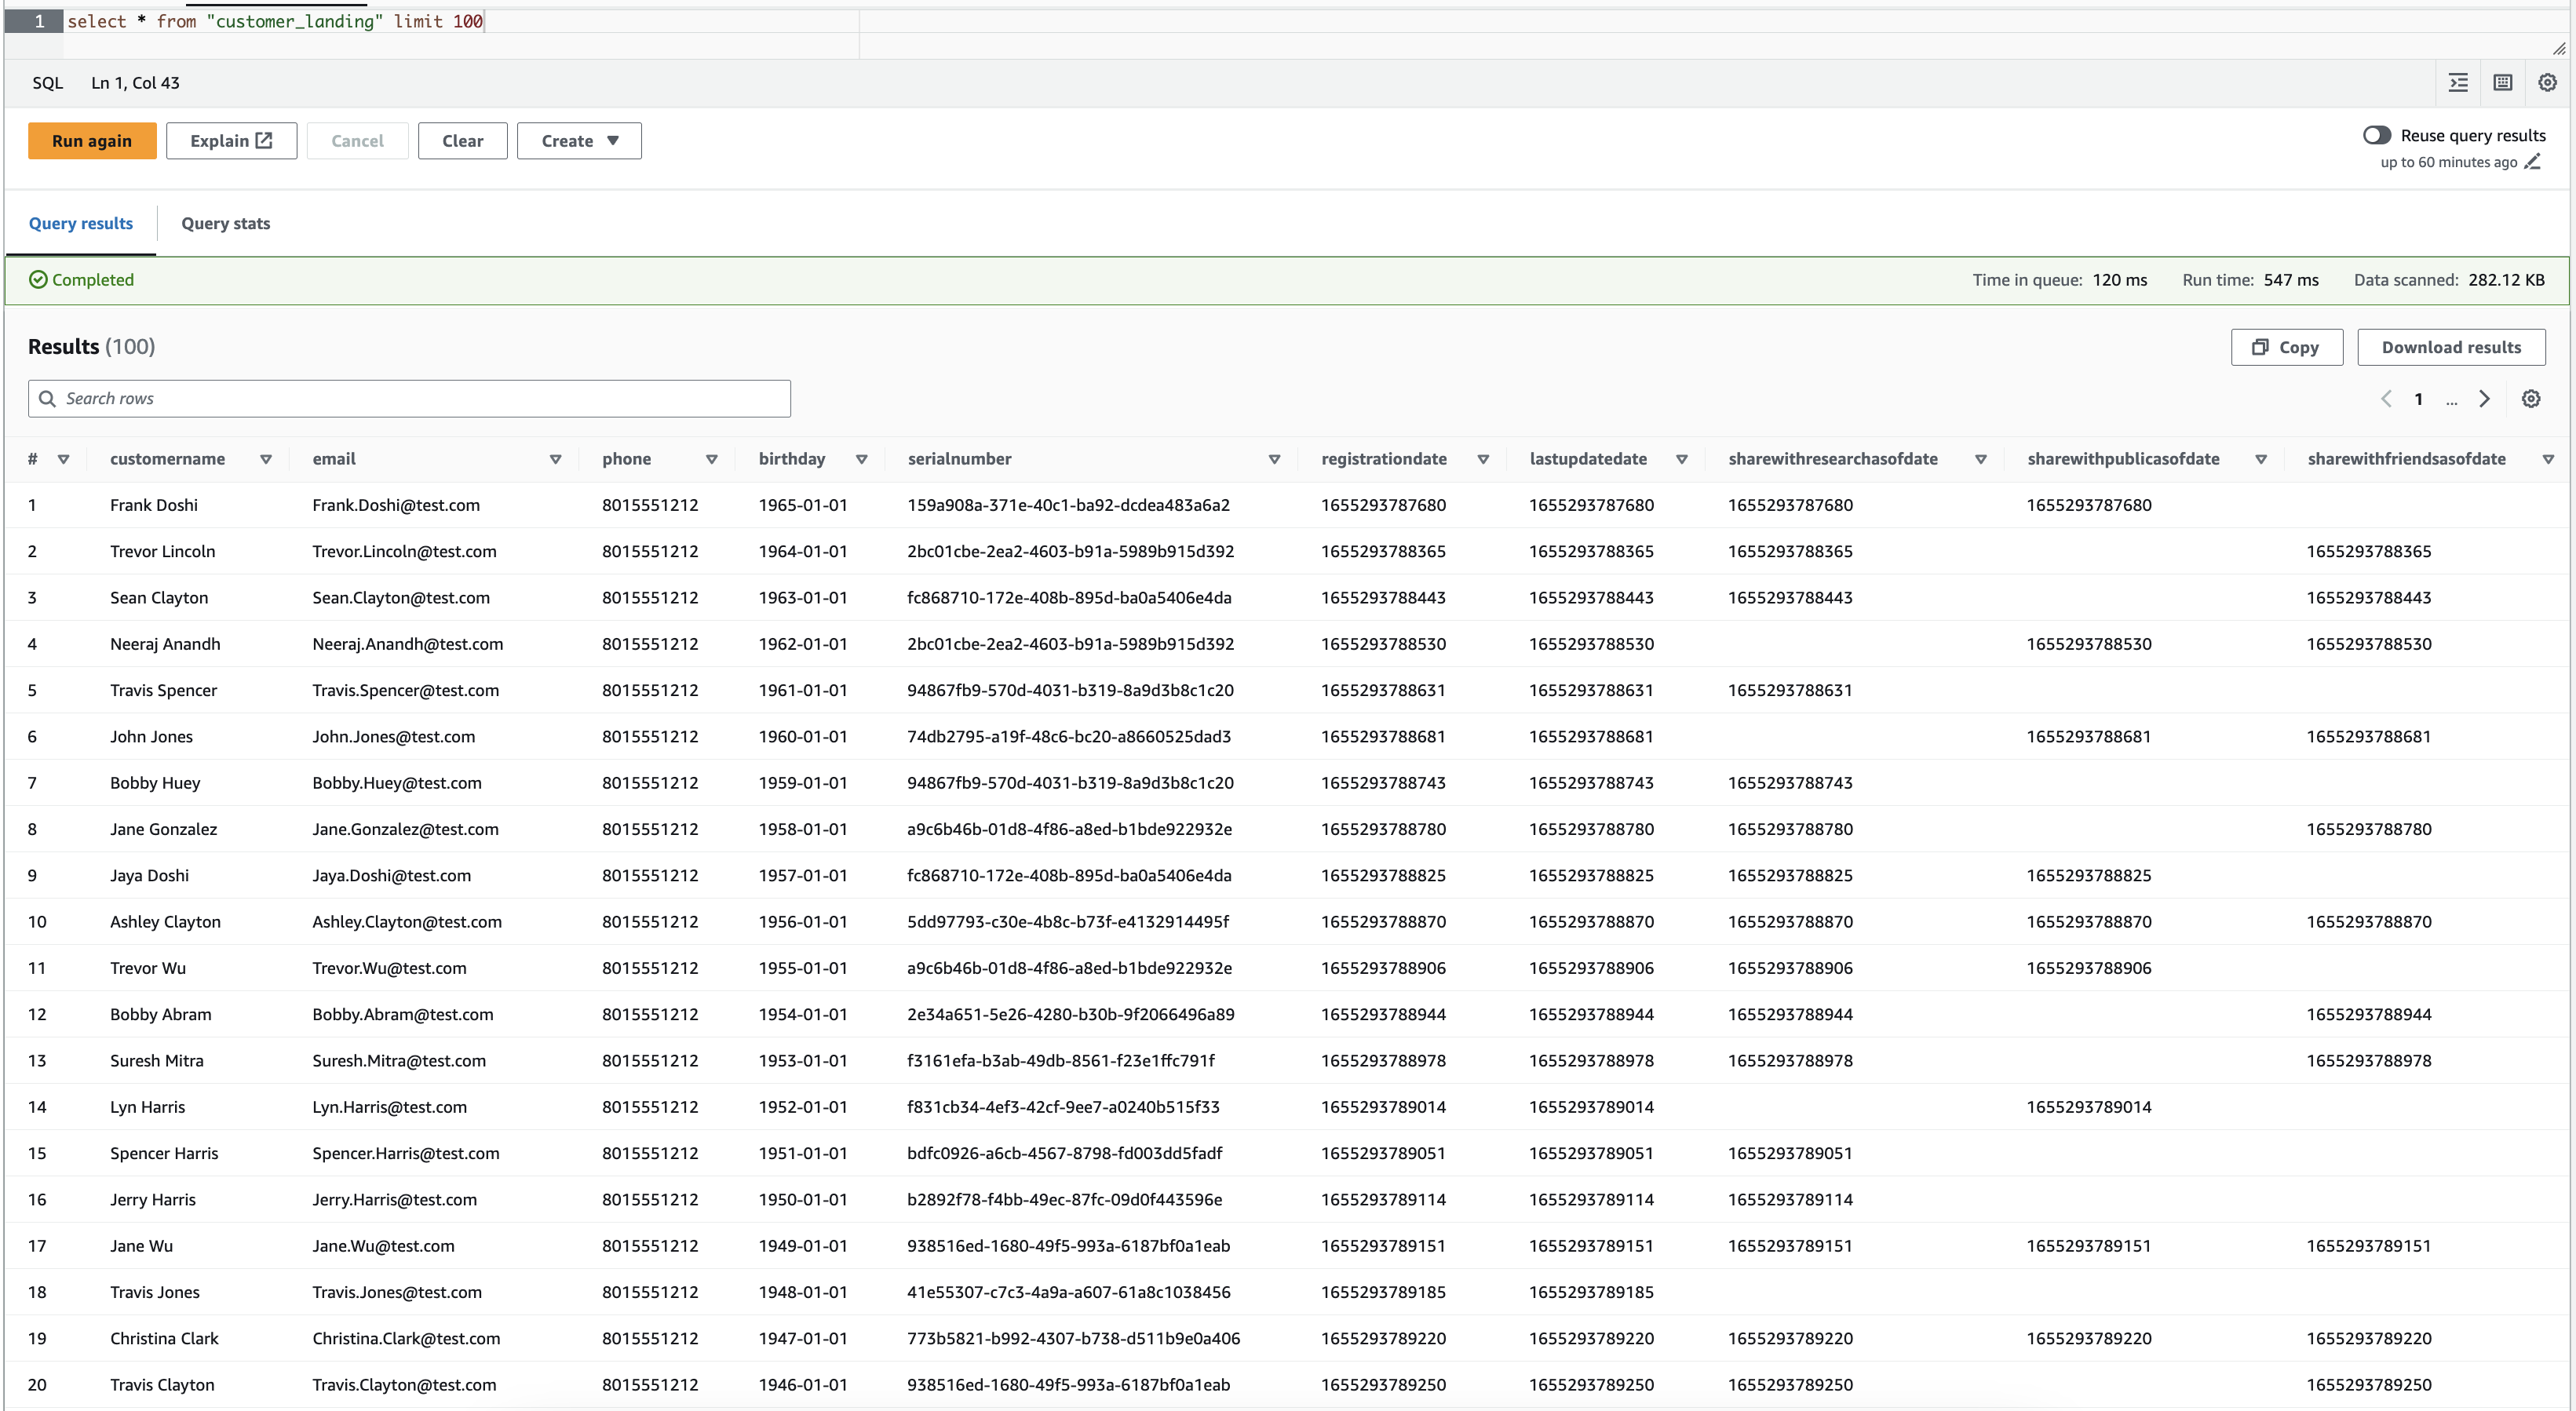 1 select * from "customer_landing" limit 100
SQL Ln 1, Col 43
Run again Explain Cancel Clear Create Reuse query results
up to 60 minutes ago
Query results Query stats
Completed Time in queue: 120 ms Run time: 547 ms Data scanned: 282.12 KB
Results (100) Copy Download results
Search rows 1 ...
# customername email phone birthday serialnumber registrationdate lastupdatedate sharewithresearchasofdate sharewithpublicasofdate sharewithfriendsasofdate
1 Frank Doshi Frank.Doshi@test.com 8015551212 1965-01-01 159a908a-371e-40c1-ba92-dcdea483a6a2 1655293787680 1655293787680 1655293787680 1655293787680
2 Trevor Lincoln Trevor.Lincoln@test.com 8015551212 1964-01-01 2bc01cbe-2ea2-4603-b91a-5989b915d392 1655293788365 1655293788365 1655293788365 1655293788365
3 Sean Clayton Sean.Clayton@test.com 8015551212 1963-01-01 fc868710-172e-408b-895d-ba0a5406e4da 1655293788443 1655293788443 1655293788443 1655293788443
4 Neeraj Anandh Neeraj.Anandh@test.com 8015551212 1962-01-01 2bc01cbe-2ea2-4603-b91a-5989b915d392 1655293788530 1655293788530 1655293788530 1655293788530
5 Travis Spencer Travis.Spencer@test.com 8015551212 1961-01-01 94867fb9-570d-4031-b319-8a9d3b8c1c20 1655293788631 1655293788631 1655293788631
6 John Jones John.Jones@test.com 8015551212 1960-01-01 74db2795-a19f-48c6-bc20-a8660525dad3 1655293788681 1655293788681 1655293788681 1655293788681
7 Bobby Huey Bobby.Huey@test.com 8015551212 1959-01-01 94867fb9-570d-4031-b319-8a9d3b8c1c20 1655293788743 1655293788743 1655293788743
8 Jane Gonzalez Jane.Gonzalez@test.com 8015551212 1958-01-01 a9c6b46b-01d8-4f86-a8ed-b1bde922932e 1655293788780 1655293788780 1655293788780 1655293788780
9 Jaya Doshi Jaya.Doshi@test.com 8015551212 1957-01-01 fc868710-172e-408b-895d-ba0a5406e4da 1655293788825 1655293788825 1655293788825 1655293788825
10 Ashley Clayton Ashley.Clayton@test.com 8015551212 1956-01-01 5dd97793-c30e-4b8c-b73f-e4132914495f 1655293788870 1655293788870 1655293788870 1655293788870 1655293788870
11 Trevor Wu Trevor.Wu@test.com 8015551212 1955-01-01 a9c6b46b-01d8-4f86-a8ed-b1bde922932e 1655293788906 1655293788906 1655293788906 1655293788906
12 Bobby Abram Bobby.Abram@test.com 8015551212 1954-01-01 2e34a651-5e26-4280-b30b-9f2066496a89 1655293788944 1655293788944 1655293788944 1655293788944
13 Suresh Mitra Suresh.Mitra@test.com 8015551212 1953-01-01 f3161efa-b3ab-49db-8561-f23e1ffc791f 1655293788978 1655293788978 1655293788978 1655293788978
14 Lyn Harris Lyn.Harris@test.com 8015551212 1952-01-01 f831cb34-4ef3-42cf-9ee7-a0240b515f33 1655293789014 1655293789014 1655293789014
15 Spencer Harris Spencer.Harris@test.com 8015551212 1951-01-01 bdfc0926-a6cb-4567-8798-fd003dd5fadf 1655293789051 1655293789051 1655293789051
16 Jerry Harris Jerry.Harris@test.com 8015551212 1950-01-01 b2892f78-f4bb-49ec-87fc-09d0f443596e 1655293789114 1655293789114 1655293789114
17 Jane Wu Jane.Wu@test.com 8015551212 1949-01-01 938516ed-1680-49f5-993a-6187bf0a1eab 1655293789151 1655293789151 1655293789151 1655293789151 1655293789151
18 Travis Jones Travis.Jones@test.com 8015551212 1948-01-01 41e55307-c7c3-4a9a-a607-61a8c1038456 1655293789185 1655293789185
19 Christina Clark Christina.Clark@test.com 8015551212 1947-01-01 773b5821-b992-4307-b738-d511b9e0a406 1655293789220 1655293789220 1655293789220 1655293789220 1655293789220
20 Travis Clayton Travis.Clayton@test.com 8015551212 1946-01-01 938516ed-1680-49f5-993a-6187bf0a1eab 1655293789250 1655293789250 1655293789250 1655293789250